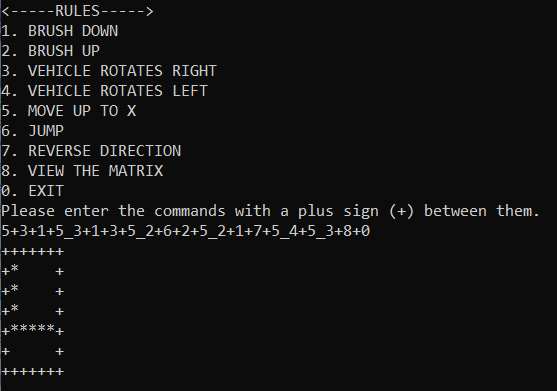 <-----RULES----->
1. BRUSH DOWN
2. BRUSH UP
3. VEHICLE ROTATES RIGHT
4. VEHICLE ROTATES LEFT
5. MOVE UP TO X
6. JUMP
7. REVERSE DIRECTION
8. VIEW THE MATRIX
0. EXIT
Please enter the commands with a plus sign (+) between them.
5+3+1+5_3+1+3+5_2+6+2+5_2+1+7+5_4+5_3+8+0
+++++++
+*    +
+*    +
+*    +
+*****+
+     +
+++++++